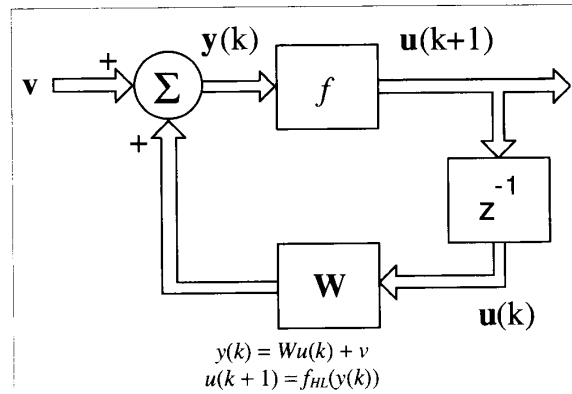 y(k) u(k+1)
+
v Σ f
+
z⁻¹
W
u(k)
y(k) = Wu(k) + v
u(k + 1) = f_HL(y(k))